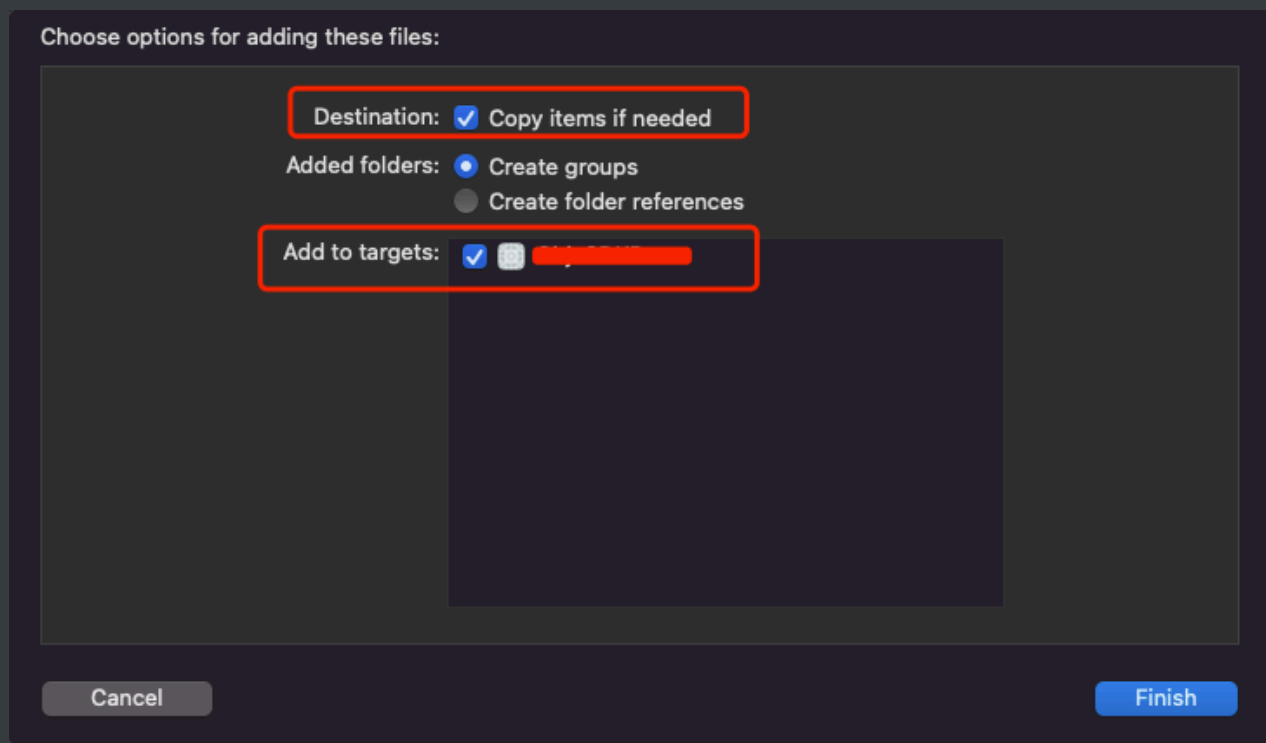 Choose options for adding these files:
Destination: Copy items if needed
Added folders: Create groups
Create folder references
Add to targets:
Cancel
Finish